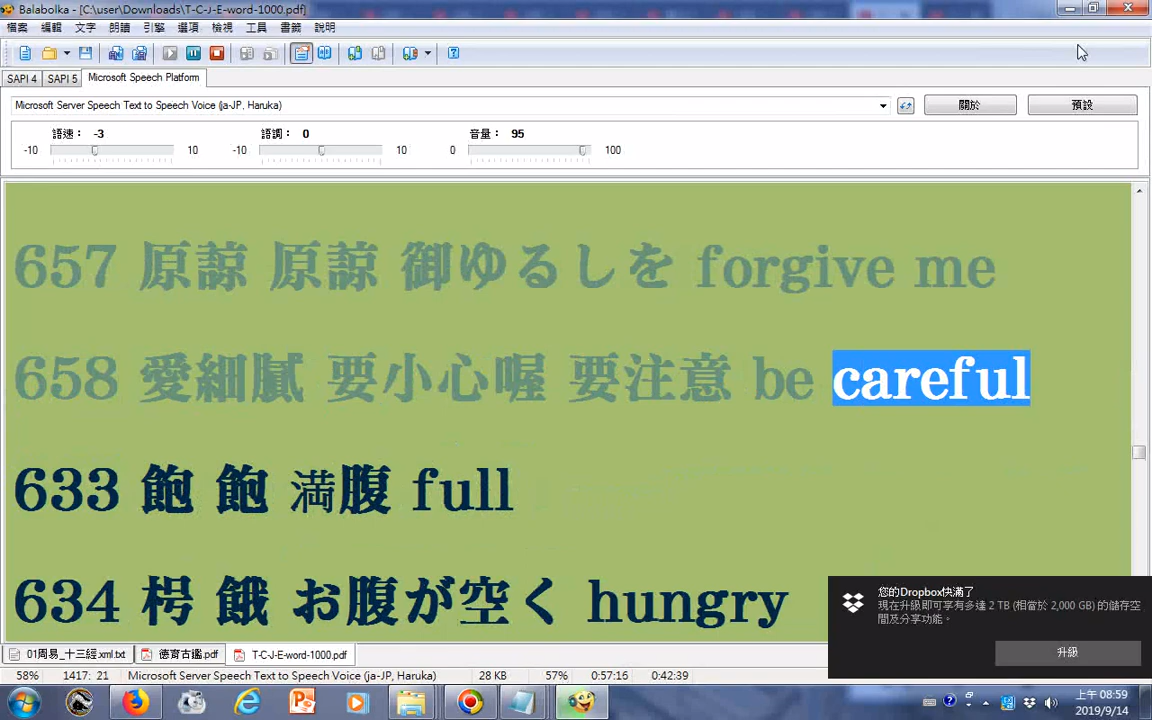 Balabolka - [C:\user\Downloads\T-C-J-E-word-1000.pdf]
檔案 編輯 文字 朗讀 引擎 選項 檢視 工具 書籤 說明
SAPI 4 SAPI 5 Microsoft Speech Platform
Microsoft Server Speech Text to Speech Voice (ja-JP, Haruka) 關於 預設
語速： -3 語調： 0 音量： 95
-10 10 -10 10 0 100
657 原諒 原諒 御ゆるしを forgive me
658 愛細膩 要小心喔 要注意 be careful
633 飽 飽 満腹 full
634 枵 餓 お腹が空く hungry
您的Dropbox快滿了
現在升級即可享有多達 2 TB (相當於 2,000 GB) 的儲存空
間及分享功能。
升級
01周易_十三經.xml.txt 德育古鑑.pdf T-C-J-E-word-1000.pdf
58% 1417: 21 Microsoft Server Speech Text to Speech Voice (ja-JP, Haruka) 28 KB 57% 0:57:16 0:42:39
上午 08:59
2019/9/14